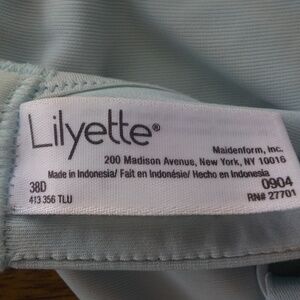 Lilyette®
Maidenform, Inc.
200 Madison Avenue, New York, NY 10016
Made in Indonesia/ Fait en Indonésie/ Hecho en Indonesia
38D 0904
413 356 TLU RN# 27701